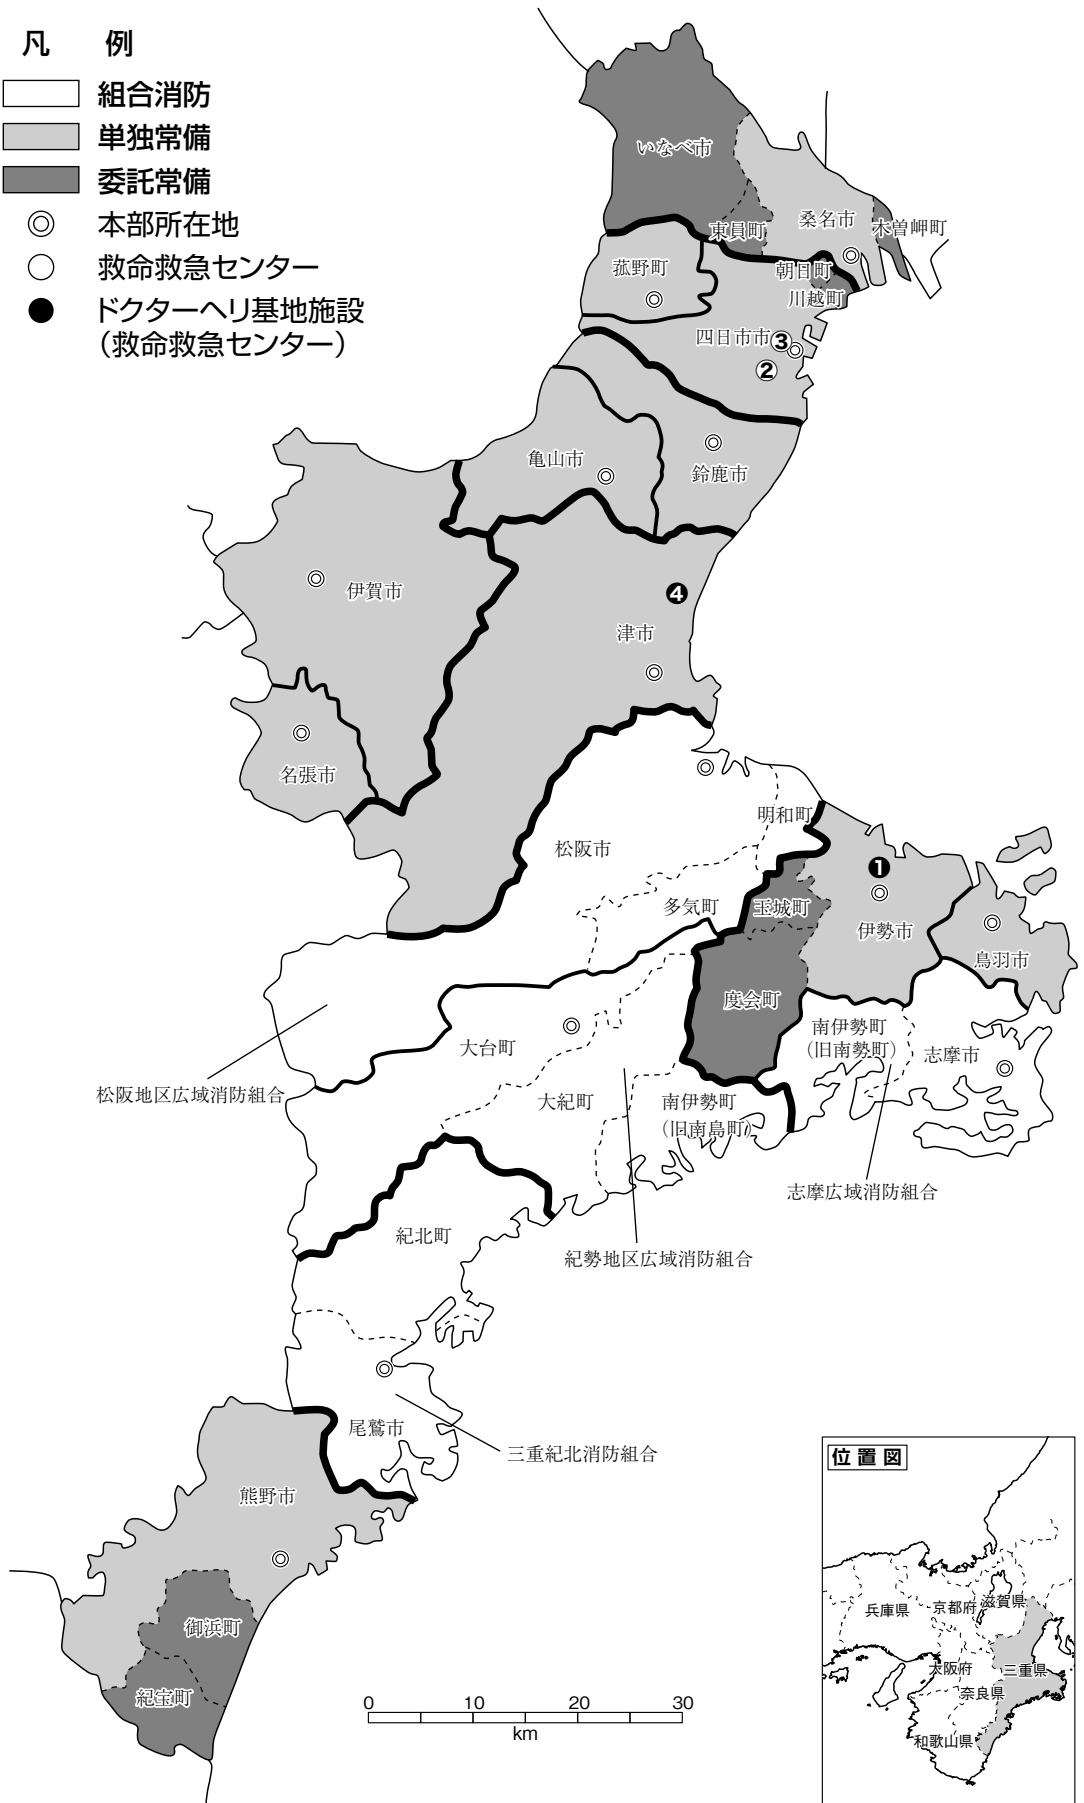 凡 例
組合消防
単独常備
委託常備
本部所在地
救命救急センター
ドクターヘリ基地施設
（救命救急センター）
いなべ市
東員町
桑名市
木曽岬町
菰野町
朝日町
川越町
四日市市
3
2
亀山市
鈴鹿市
伊賀市
4
津市
名張市
明和町
松阪市
1
多気町
玉城町
伊勢市
鳥羽市
度会町
南伊勢町
（旧南勢町）
志摩市
大台町
松阪地区広域消防組合
大紀町
南伊勢町
（旧南島町）
志摩広域消防組合
紀北町
紀勢地区広域消防組合
尾鷲市
三重紀北消防組合
熊野市
御浜町
紀宝町
0 10 20 30
km
位置図
兵庫県
京都府
滋賀県
大阪府
三重県
奈良県
和歌山県